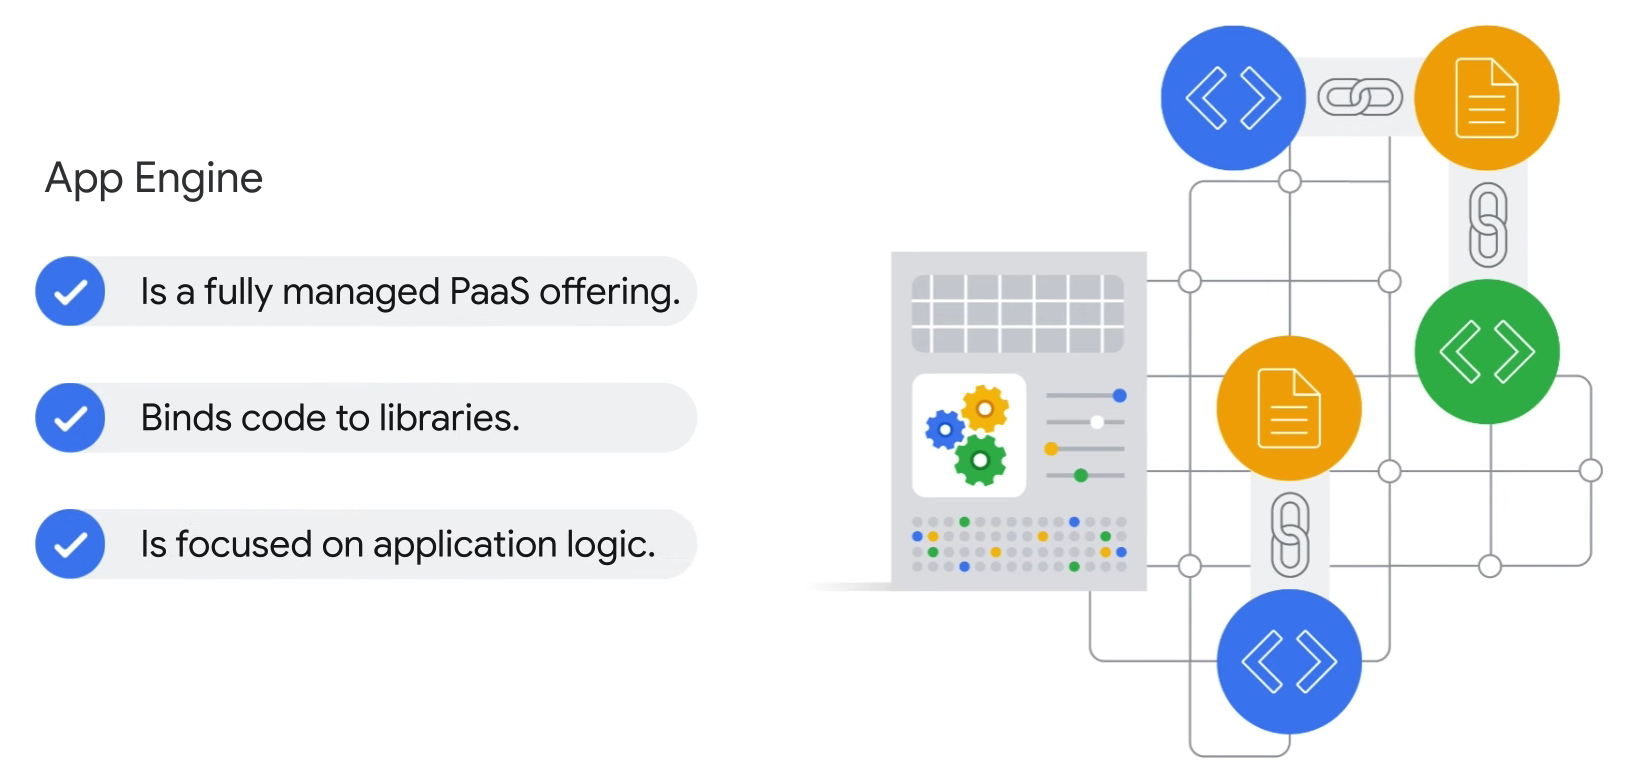 App Engine
Is a fully managed PaaS offering.
Binds code to libraries.
Is focused on application logic.